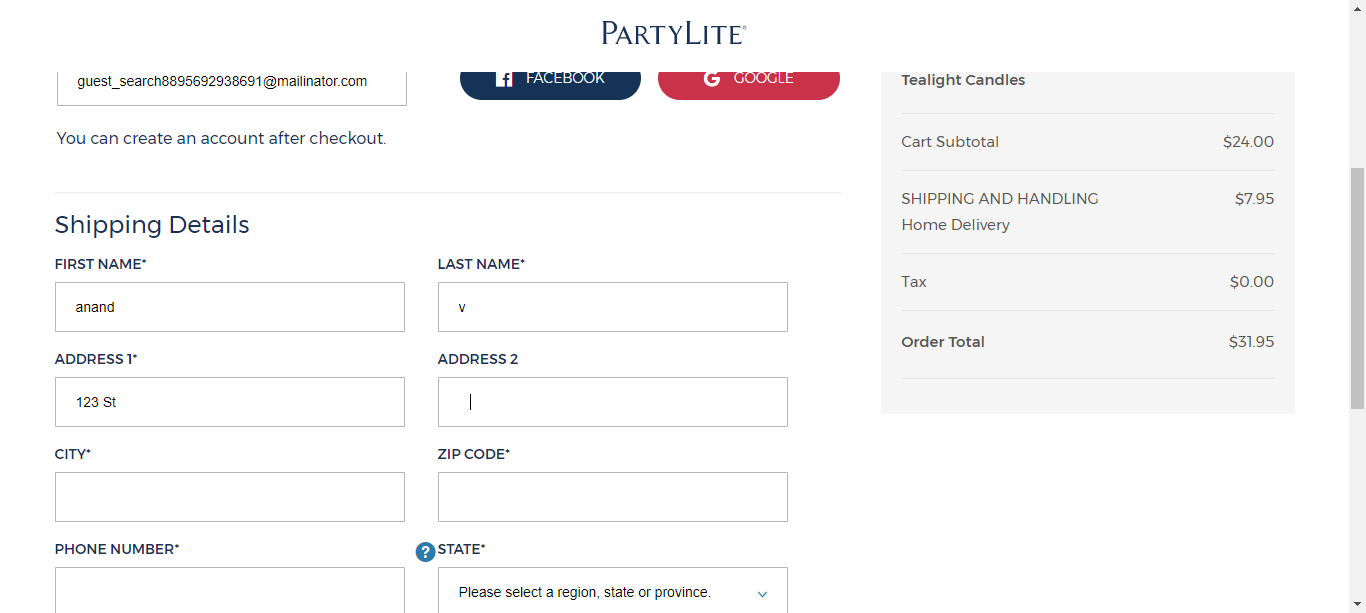 PARTYLITE®
guest_search8895692938691@mailinator.com
FACEBOOK
GOOGLE
You can create an account after checkout.
Shipping Details
FIRST NAME*
LAST NAME*
anand
v
ADDRESS 1*
ADDRESS 2
123 St
CITY*
ZIP CODE*
PHONE NUMBER*
?
STATE*
Please select a region, state or province.
Tealight Candles
Cart Subtotal $24.00
SHIPPING AND HANDLING $7.95
Home Delivery
Tax $0.00
Order Total $31.95